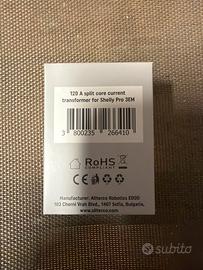 120 A split core current
transformer for Shelly Pro 3EM
3 800235 266410
RoHS
COMPLIANT
Manufacturer: Allterco Robotics EOOD
103 Cherni Vrah Blvd., 1407 Sofia, Bulgaria,
www.allterco.com
subito